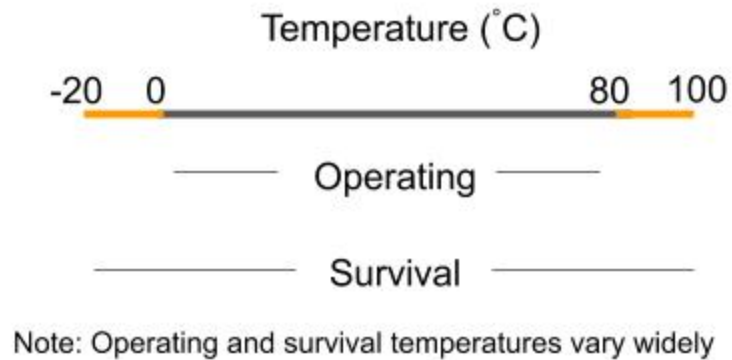 Temperature (°C)
-20 0 80 100
Operating
Survival
Note: Operating and survival temperatures vary widely